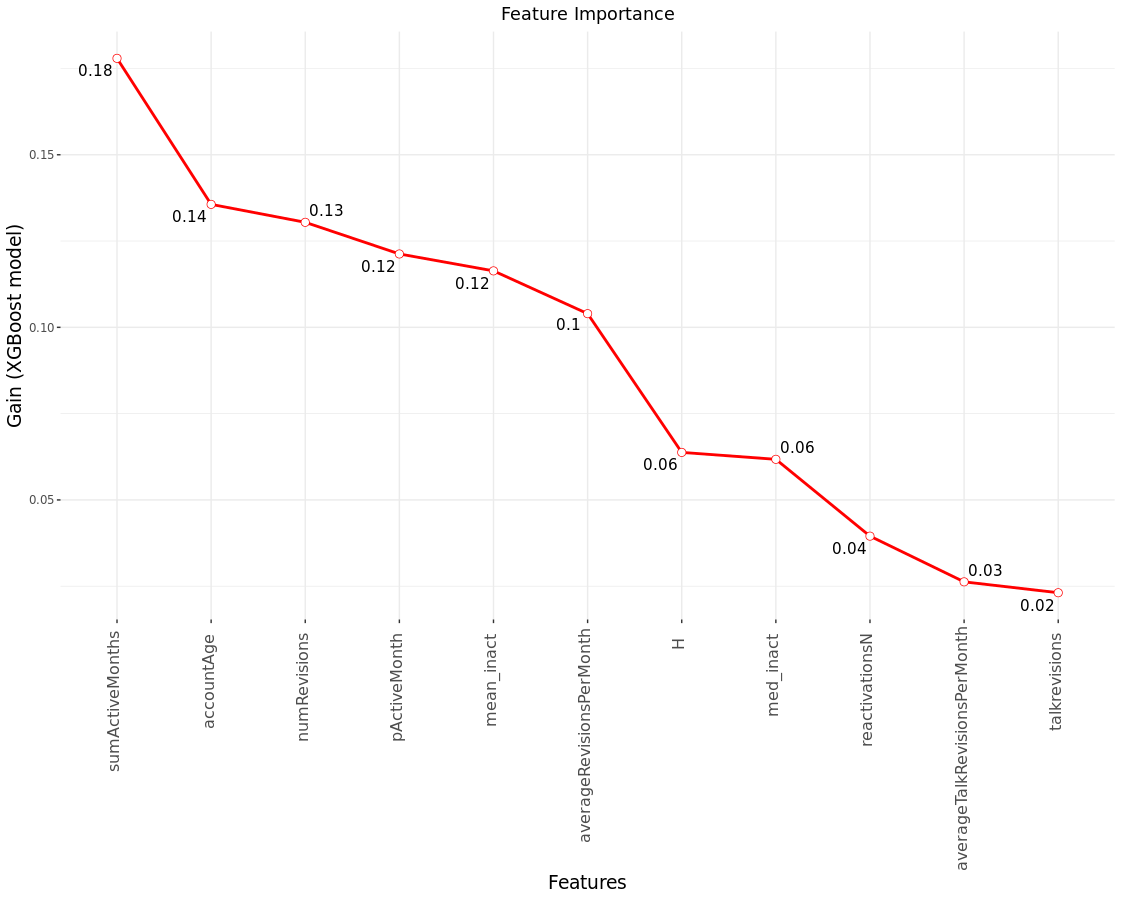 Feature Importance
Gain (XGBoost model)
0.15
0.10
0.05
0.18
0.14
0.13
0.12
0.12
0.1
0.06
0.06
0.04
0.03
0.02
sumActiveMonths
accountAge
numRevisions
pActiveMonth
mean_inact
averageRevisionsPerMonth
H
med_inact
reactivationsN
averageTalkRevisionsPerMonth
talkrevisions
Features